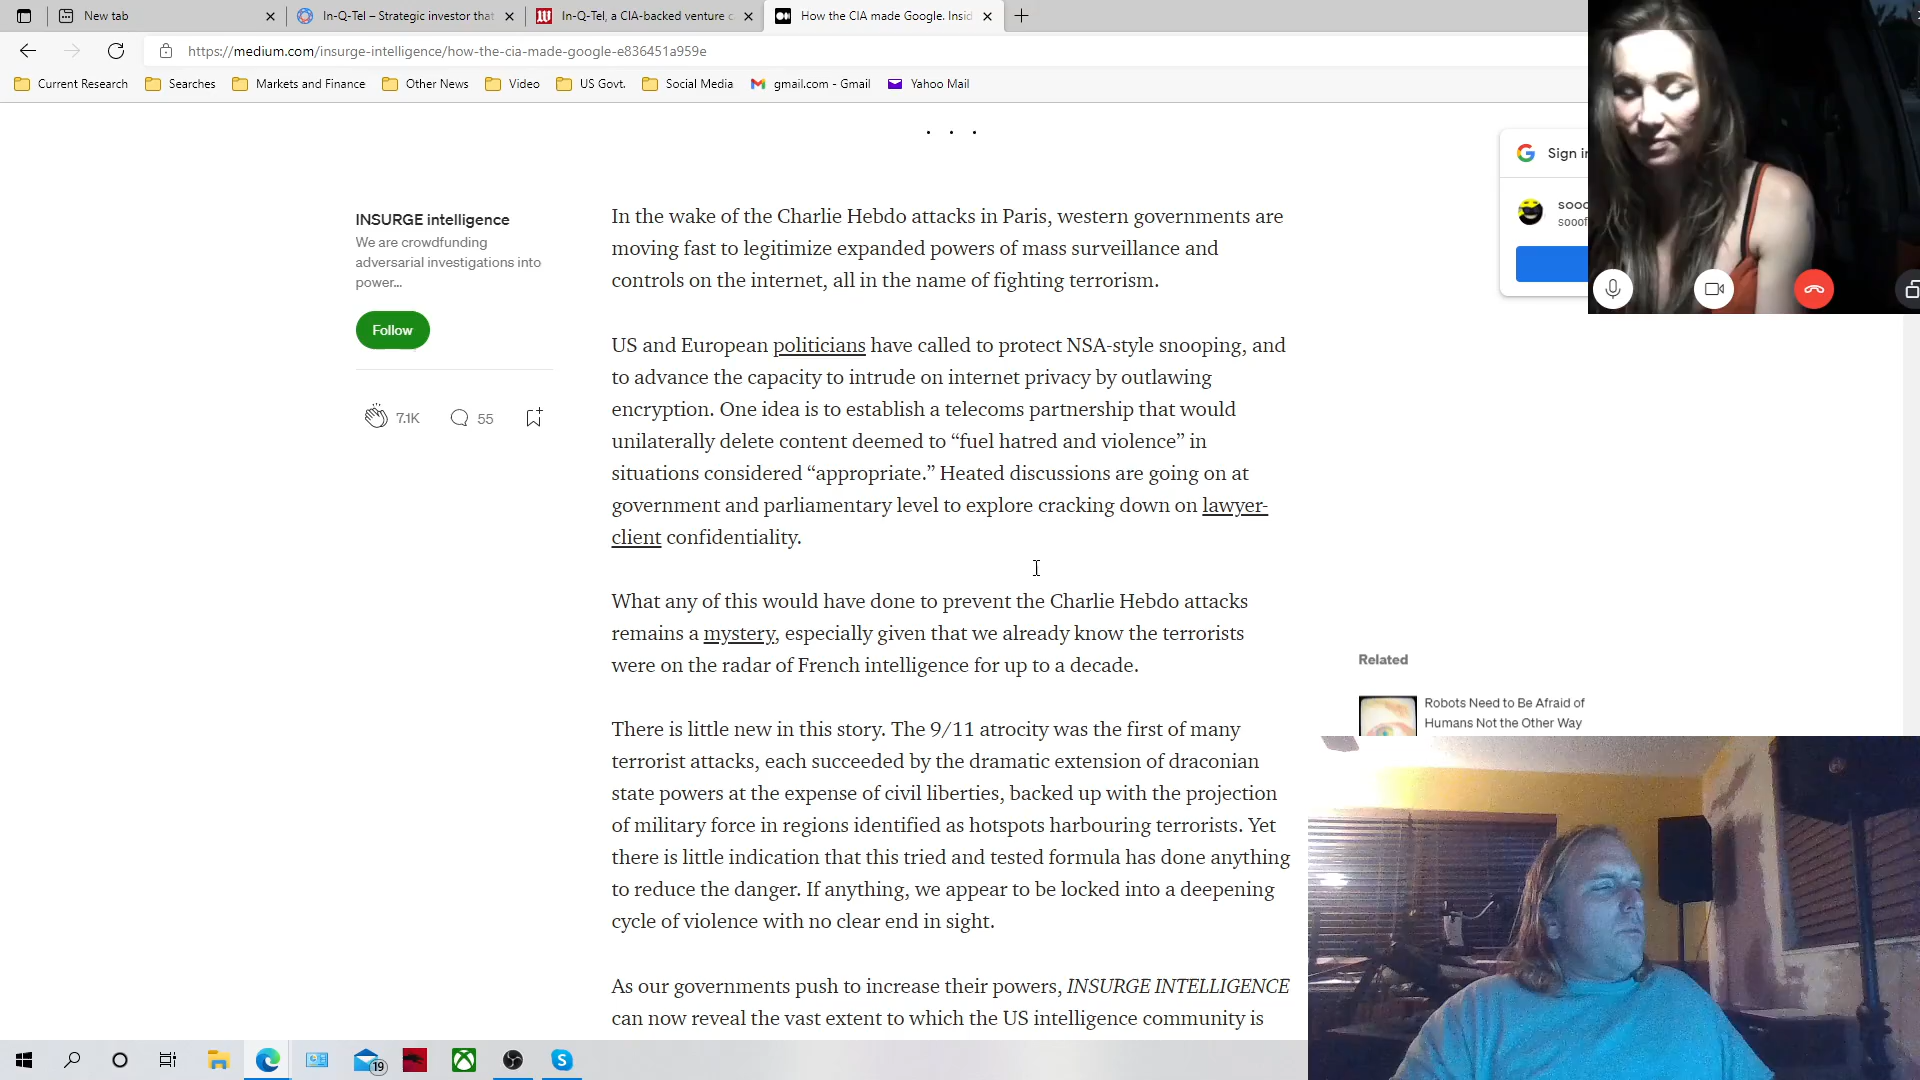 New tab
In-Q-Tel – Strategic investor that
In-Q-Tel, a CIA-backed venture c
How the CIA made Google. Insid
https://medium.com/insurge-intelligence/how-the-cia-made-google-e836451a959e
Current Research
Searches
Markets and Finance
Other News
Video
US Govt.
Social Media
gmail.com - Gmail
Yahoo Mail
. . .
Sign in
sooo
sooof
INSURGE intelligence
We are crowdfunding
adversarial investigations into
power...
Follow
7.1K
55
In the wake of the Charlie Hebdo attacks in Paris, western governments are
moving fast to legitimize expanded powers of mass surveillance and
controls on the internet, all in the name of fighting terrorism.
US and European politicians have called to protect NSA-style snooping, and
to advance the capacity to intrude on internet privacy by outlawing
encryption. One idea is to establish a telecoms partnership that would
unilaterally delete content deemed to “fuel hatred and violence” in
situations considered “appropriate.” Heated discussions are going on at
government and parliamentary level to explore cracking down on lawyer-
client confidentiality.
What any of this would have done to prevent the Charlie Hebdo attacks
remains a mystery, especially given that we already know the terrorists
were on the radar of French intelligence for up to a decade.
There is little new in this story. The 9/11 atrocity was the first of many
terrorist attacks, each succeeded by the dramatic extension of draconian
state powers at the expense of civil liberties, backed up with the projection
of military force in regions identified as hotspots harbouring terrorists. Yet
there is little indication that this tried and tested formula has done anything
to reduce the danger. If anything, we appear to be locked into a deepening
cycle of violence with no clear end in sight.
As our governments push to increase their powers, INSURGE INTELLIGENCE
can now reveal the vast extent to which the US intelligence community is
Related
Robots Need to Be Afraid of
Humans Not the Other Way
19